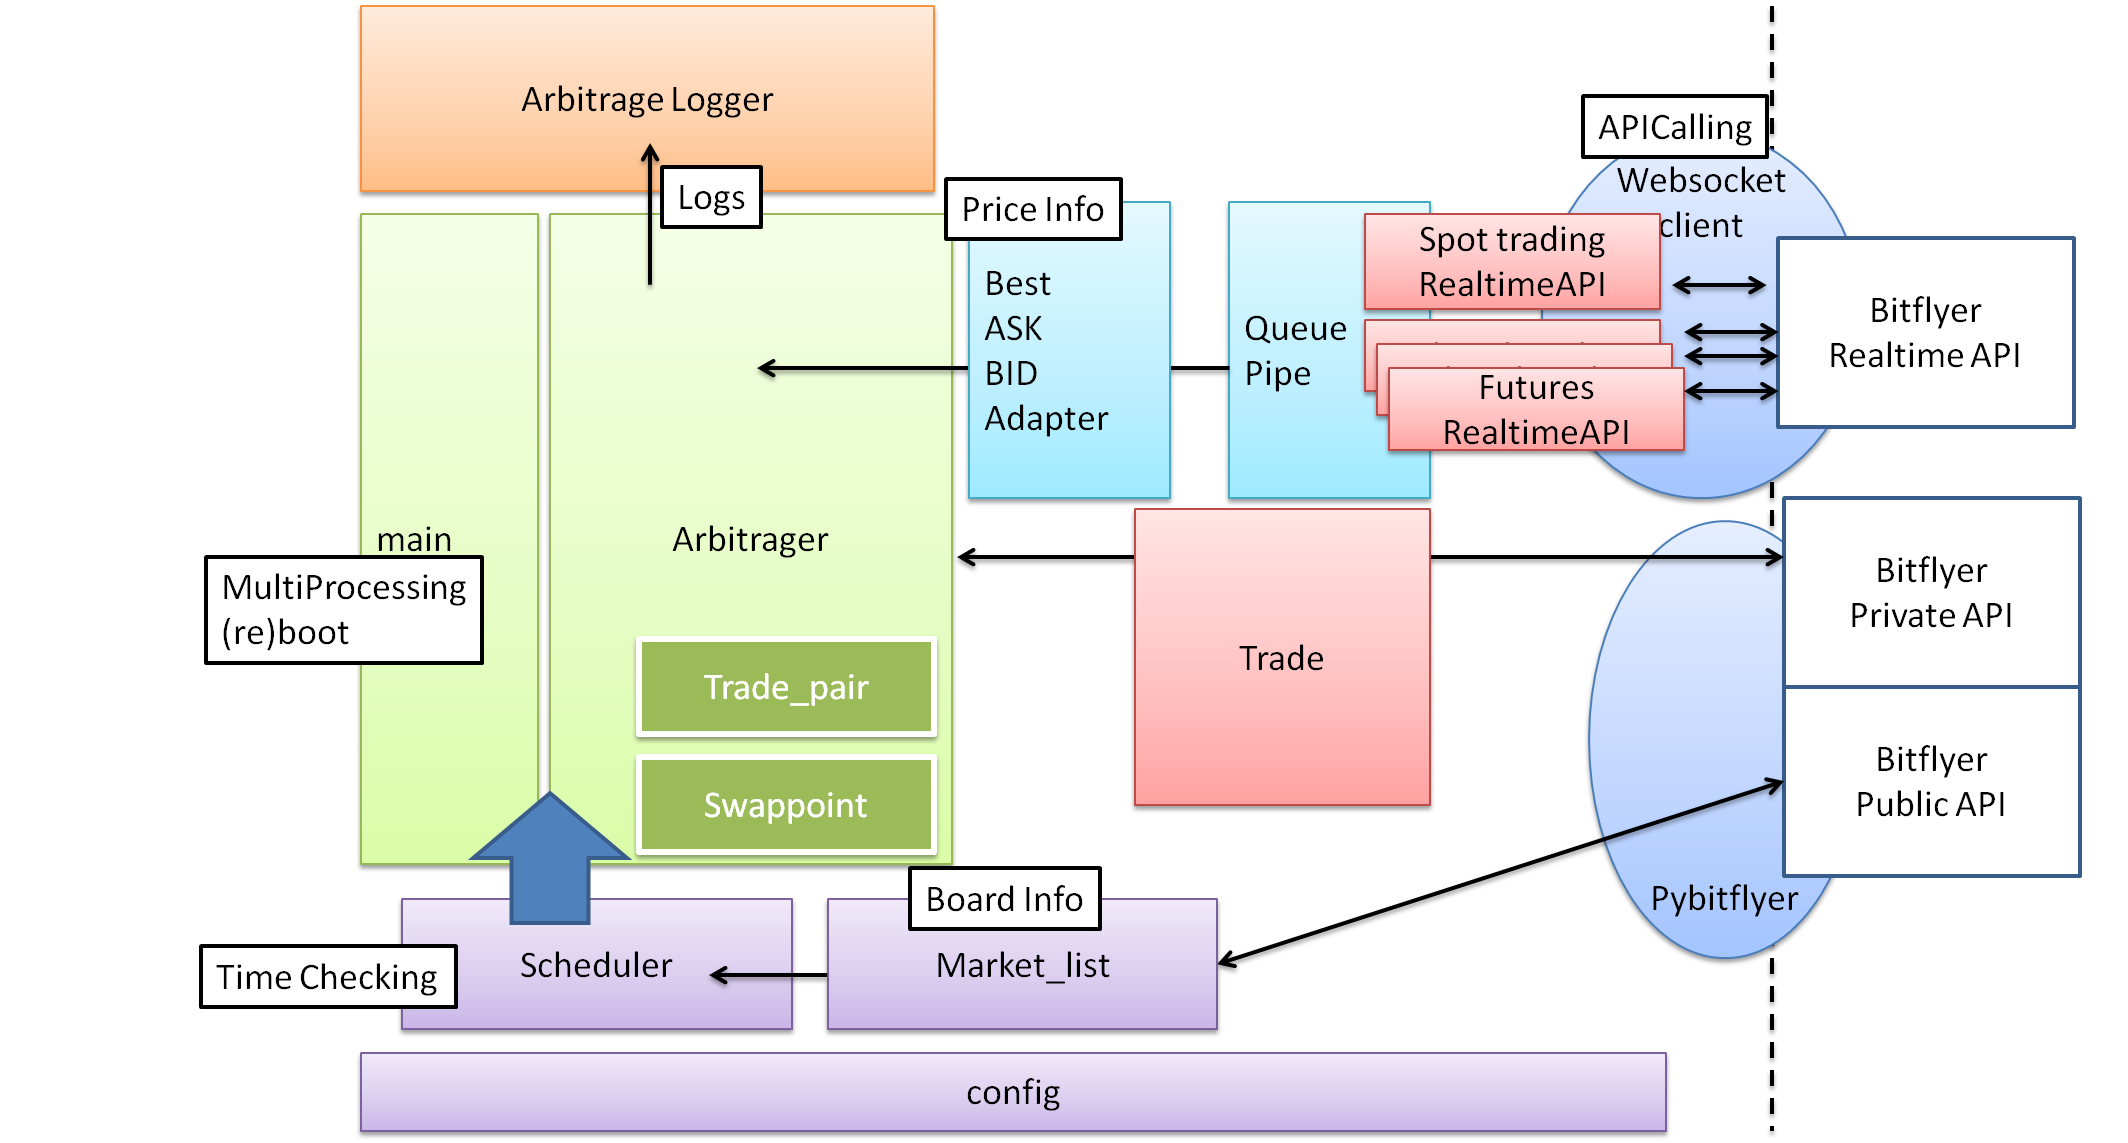 Arbitrage Logger
Logs
APICalling
Websocket
client
Price Info
Best
ASK
BID
Adapter
Queue
Pipe
Spot trading
RealtimeAPI
Futures
RealtimeAPI
Bitflyer
Realtime API
main
MultiProcessing
(re)boot
Arbitrager
Trade_pair
Swappoint
Trade
Bitflyer
Private API
Bitflyer
Public API
Pybitflyer
Board Info
Time Checking
Scheduler
Market_list
config